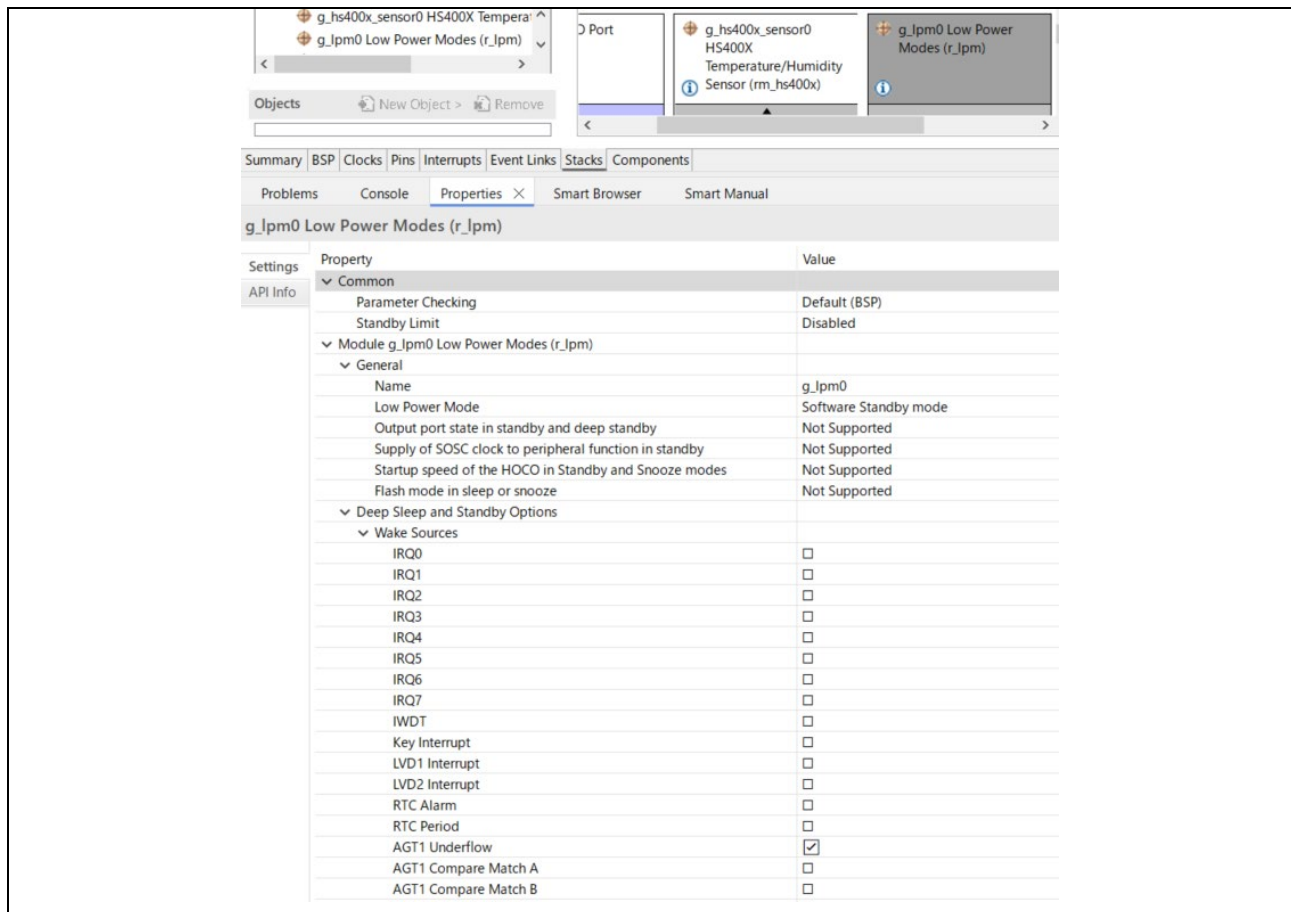 g_hs400x_sensor0 HS400X Tempera
g_lpm0 Low Power Modes (r_lpm)
Objects New Object > Remove
O Port
g_hs400x_sensor0
HS400X
Temperature/Humidity
Sensor (rm_hs400x)
g_lpm0 Low Power
Modes (r_lpm)
Summary BSP Clocks Pins Interrupts Event Links Stacks Components
Problems Console Properties Smart Browser Smart Manual
g_lpm0 Low Power Modes (r_lpm)
Settings
API Info
Property Value
Common
Parameter Checking Default (BSP)
Standby Limit Disabled
Module g_lpm0 Low Power Modes (r_lpm)
General
Name g_lpm0
Low Power Mode Software Standby mode
Output port state in standby and deep standby Not Supported
Supply of SOSC clock to peripheral function in standby Not Supported
Startup speed of the HOCO in Standby and Snooze modes Not Supported
Flash mode in sleep or snooze Not Supported
Deep Sleep and Standby Options
Wake Sources
IRQ0
IRQ1
IRQ2
IRQ3
IRQ4
IRQ5
IRQ6
IRQ7
IWDT
Key Interrupt
LVD1 Interrupt
LVD2 Interrupt
RTC Alarm
RTC Period
AGT1 Underflow
AGT1 Compare Match A
AGT1 Compare Match B